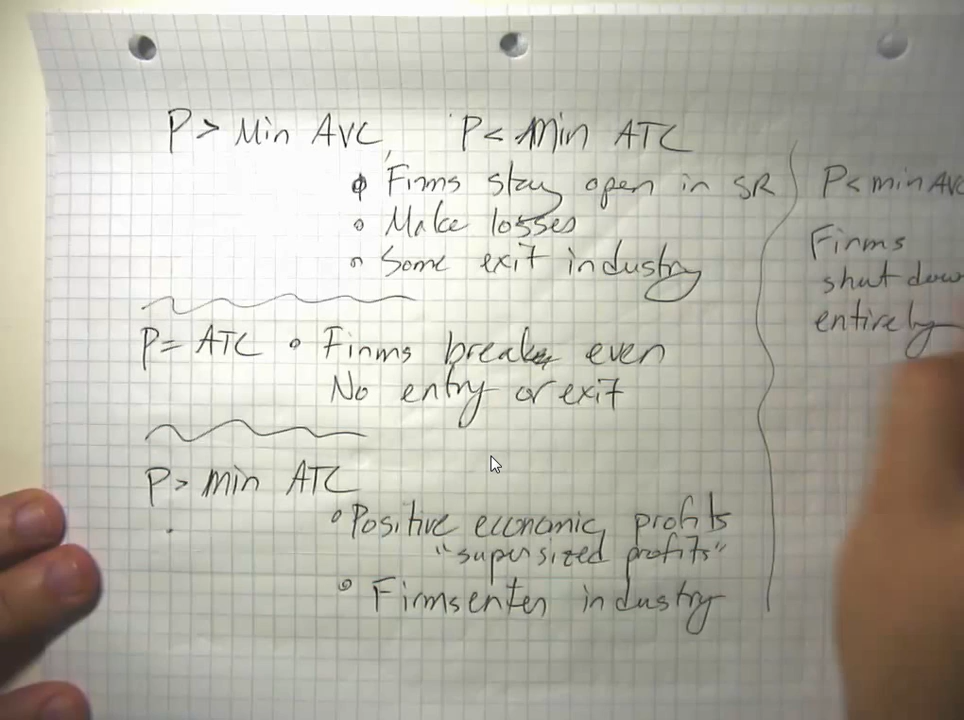 P > Min AVC, P < Min ATC
Firms stay open in SR
Make losses
Some exit industry
P = ATC Firms break even
No entry or exit
P > min ATC
Positive economic profits
"supersized profits"
Firms enter industry
P < min AVC
Firms
shut down
entirely